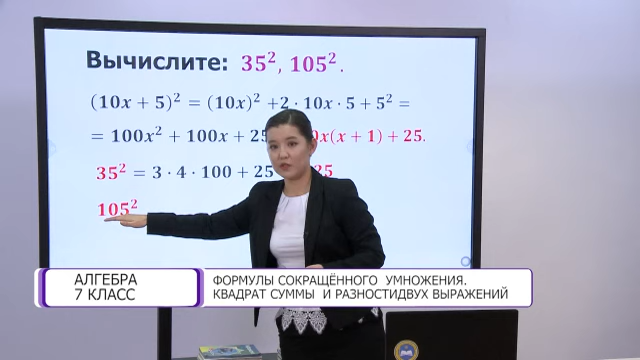 Вычислите: 35², 105².
(10x + 5)² = (10x)² +2 · 10x · 5 + 5² =
= 100x² + 100x + 25 0x(x + 1) + 25.
35² = 3 · 4 · 100 + 25 25
105²
АЛГЕБРА
7 КЛАСС
ФОРМУЛЫ СОКРАЩЁННОГО УМНОЖЕНИЯ.
КВАДРАТ СУММЫ И РАЗНОСТИДВУХ ВЫРАЖЕНИЙ